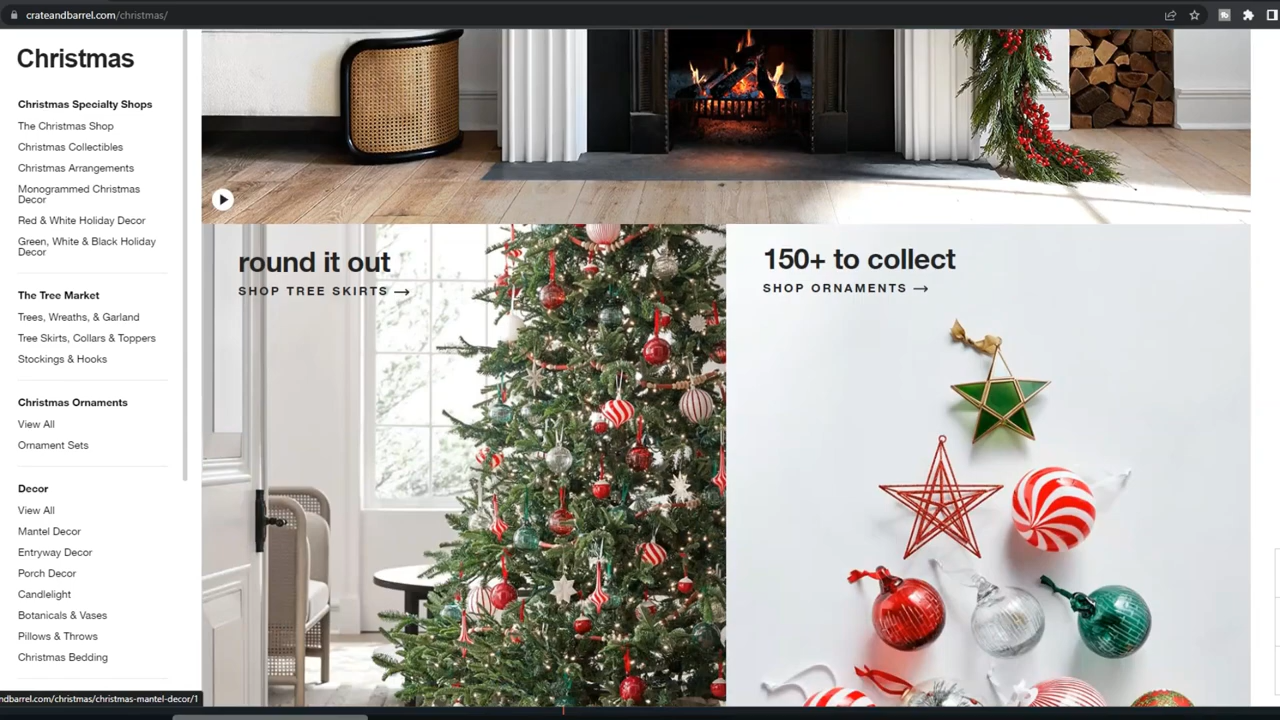 crateandbarrel.com/christmas/
Christmas
Christmas Specialty Shops
The Christmas Shop
Christmas Collectibles
Christmas Arrangements
Monogrammed Christmas
Decor
Red & White Holiday Decor
Green, White & Black Holiday
Decor
The Tree Market
Trees, Wreaths, & Garland
Tree Skirts, Collars & Toppers
Stockings & Hooks
Christmas Ornaments
View All
Ornament Sets
Decor
View All
Mantel Decor
Entryway Decor
Porch Decor
Candlelight
Botanicals & Vases
Pillows & Throws
Christmas Bedding
round it out
SHOP TREE SKIRTS →
150+ to collect
SHOP ORNAMENTS →
ndbarrel.com/christmas/christmas-mantel-decor/1